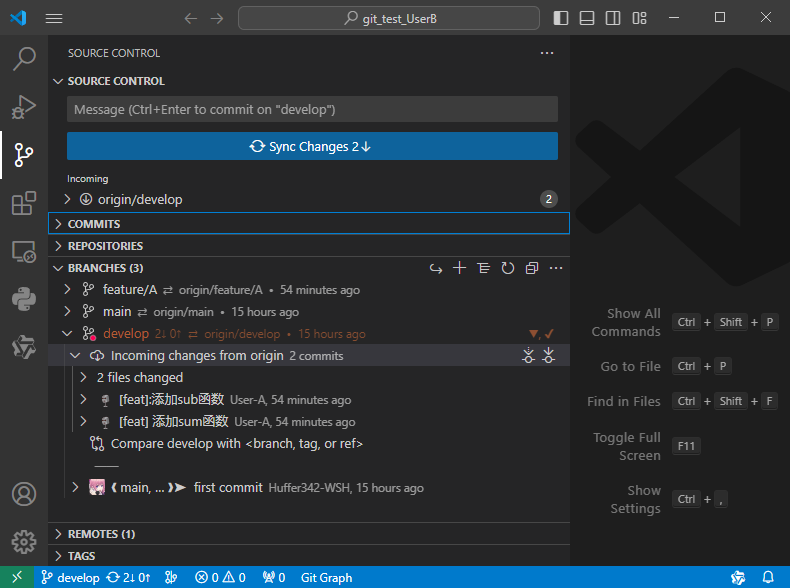 git_test_UserB
SOURCE CONTROL
SOURCE CONTROL
Message (Ctrl+Enter to commit on "develop")
Sync Changes 2↓
Incoming
origin/develop 2
COMMITS
REPOSITORIES
BRANCHES (3)
feature/A ⇄ origin/feature/A • 54 minutes ago
main ⇄ origin/main • 15 hours ago
develop 2↓ 0↑ ⇄ origin/develop • 15 hours ago ▼, ✓
Incoming changes from origin 2 commits
2 files changed
[feat]:添加sub函数 User-A, 54 minutes ago
[feat] 添加sum函数 User-A, 54 minutes ago
Compare develop with <branch, tag, or ref>
❨ main, ... ❩➤ first commit Huffer342-WSH, 15 hours ago
REMOTES (1)
TAGS
Show All Commands Ctrl + Shift + P
Go to File Ctrl + P
Find in Files Ctrl + Shift + F
Toggle Full Screen F11
Show Settings Ctrl + ,
develop 2↓ 0↑ 0 0 0 Git Graph